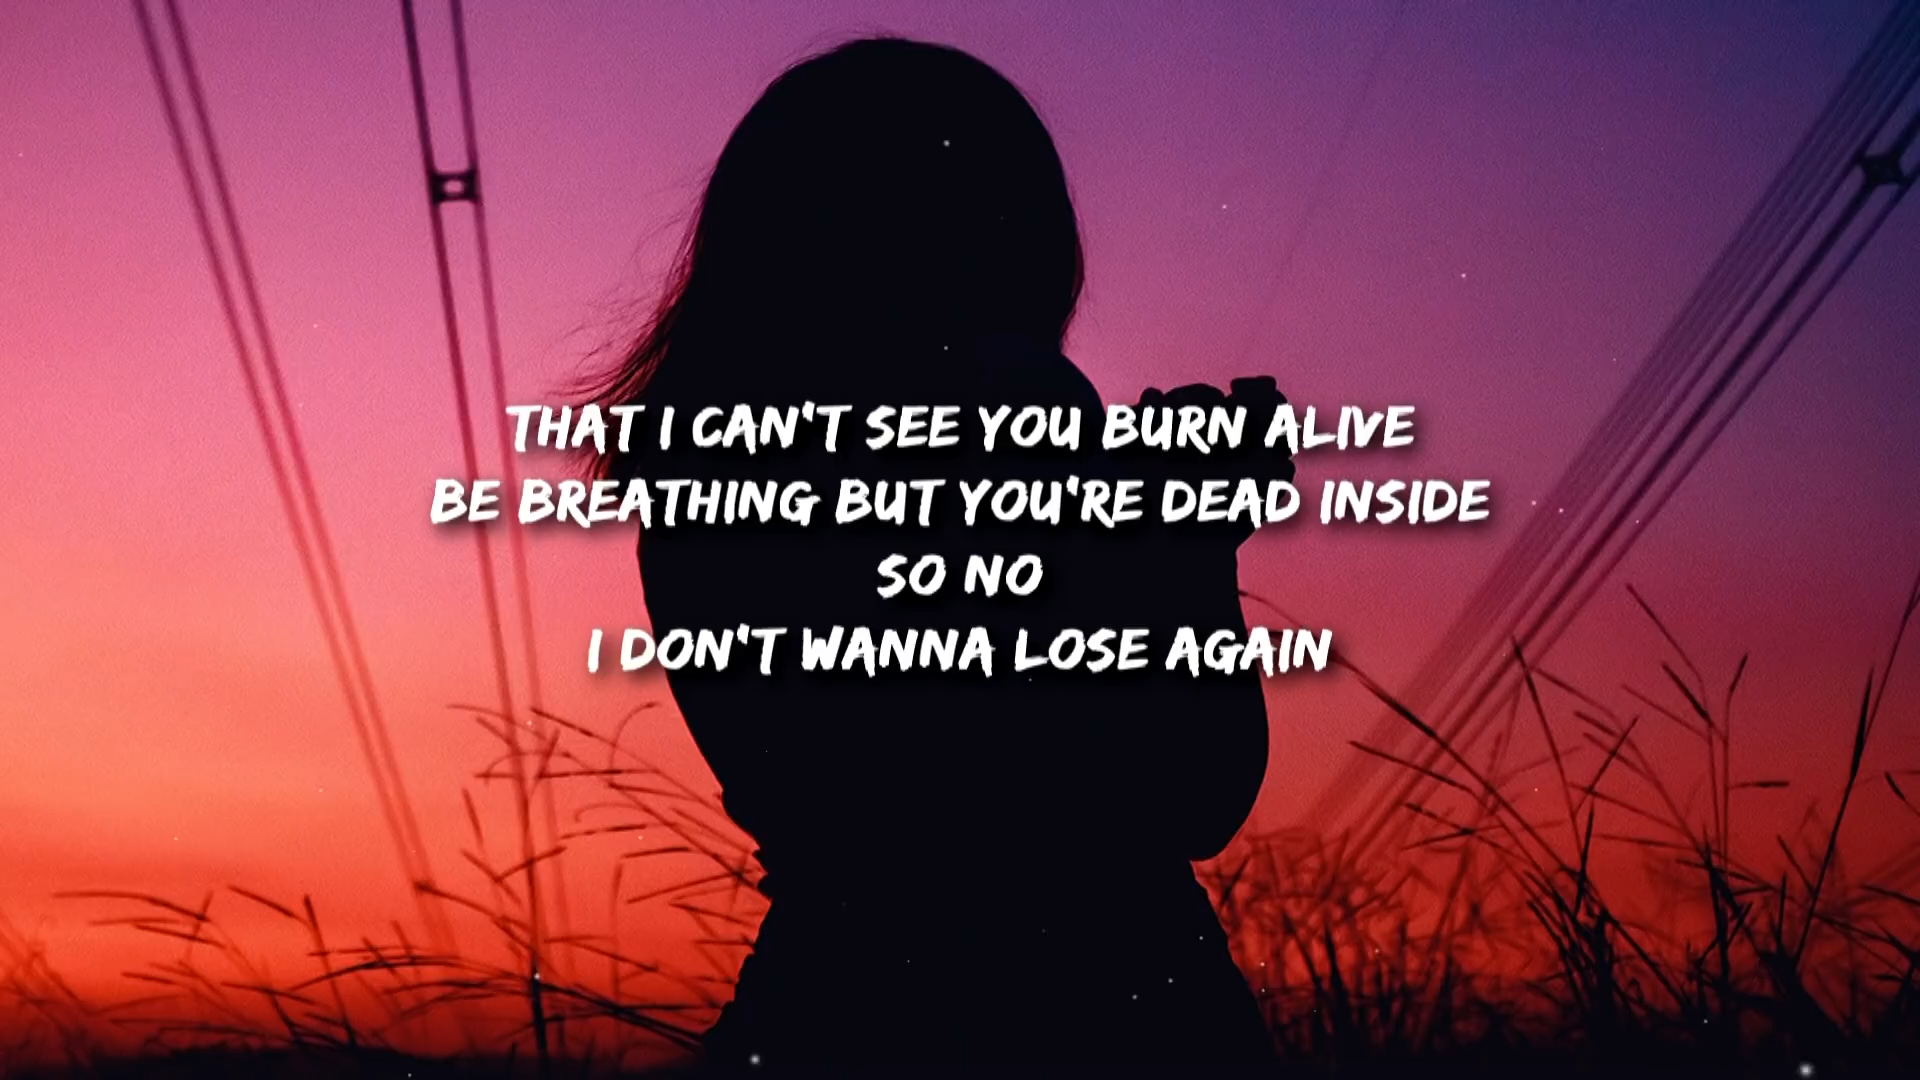 THAT I CAN'T SEE YOU BURN ALIVE
BE BREATHING BUT YOU'RE DEAD INSIDE
SO NO
I DON'T WANNA LOSE AGAIN